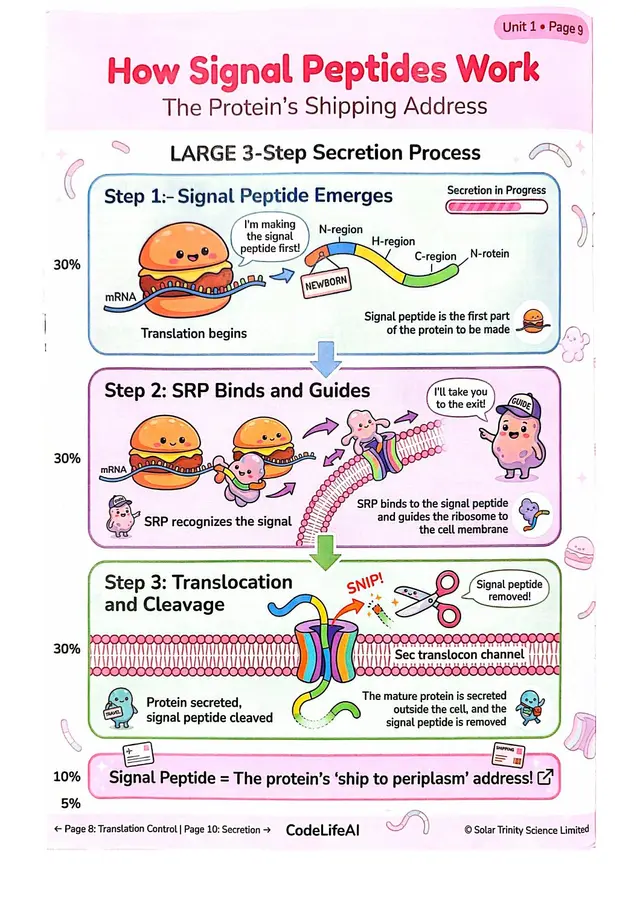 Unit 1 • Page 9
How Signal Peptides Work
The Protein's Shipping Address
LARGE 3-Step Secretion Process
Step 1:- Signal Peptide Emerges
Secretion in Progress
I'm making
the signal
peptide first!
N-region
H-region
C-region
N-rotein
NEWBORN
30%
mRNA
Translation begins
Signal peptide is the first part
of the protein to be made
Step 2: SRP Binds and Guides
I'll take you
to the exit!
GUIDE
30%
mRNA
GUIDE
SRP recognizes the signal
SRP binds to the signal peptide
and guides the ribosome to
the cell membrane
Step 3: Translocation
and Cleavage
SNIP!
Signal peptide
removed!
30%
Sec translocon channel
TRAVEL
Protein secreted,
signal peptide cleaved
The mature protein is secreted
outside the cell, and the
signal peptide is removed
SHIPPING
10%
Signal Peptide = The protein's 'ship to periplasm' address!
5%
← Page 8: Translation Control | Page 10: Secretion →
CodeLifeAI
© Solar Trinity Science Limited